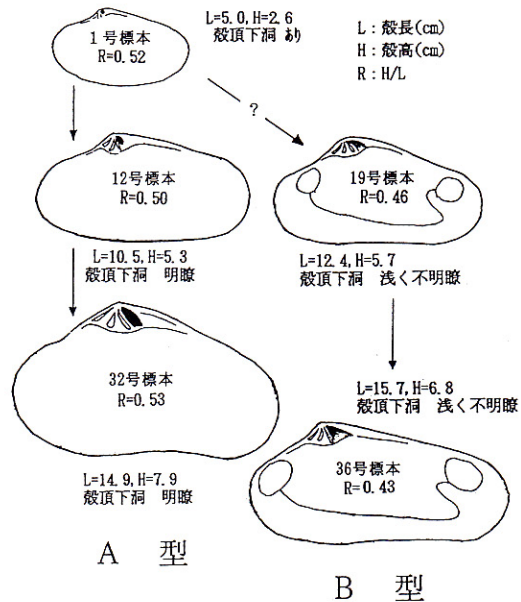 1号標本
R=0.52
L=5.0, H=2.6
殻頂下洞 あり
L：殻長(cm)
H：殻高(cm)
R：H/L
?
12号標本
R=0.50
L=10.5, H=5.3
殻頂下洞 明瞭
19号標本
R=0.46
L=12.4, H=5.7
殻頂下洞 浅く不明瞭
32号標本
R=0.53
L=14.9, H=7.9
殻頂下洞 明瞭
L=15.7, H=6.8
殻頂下洞 浅く不明瞭
36号標本
R=0.43
A 型
B 型